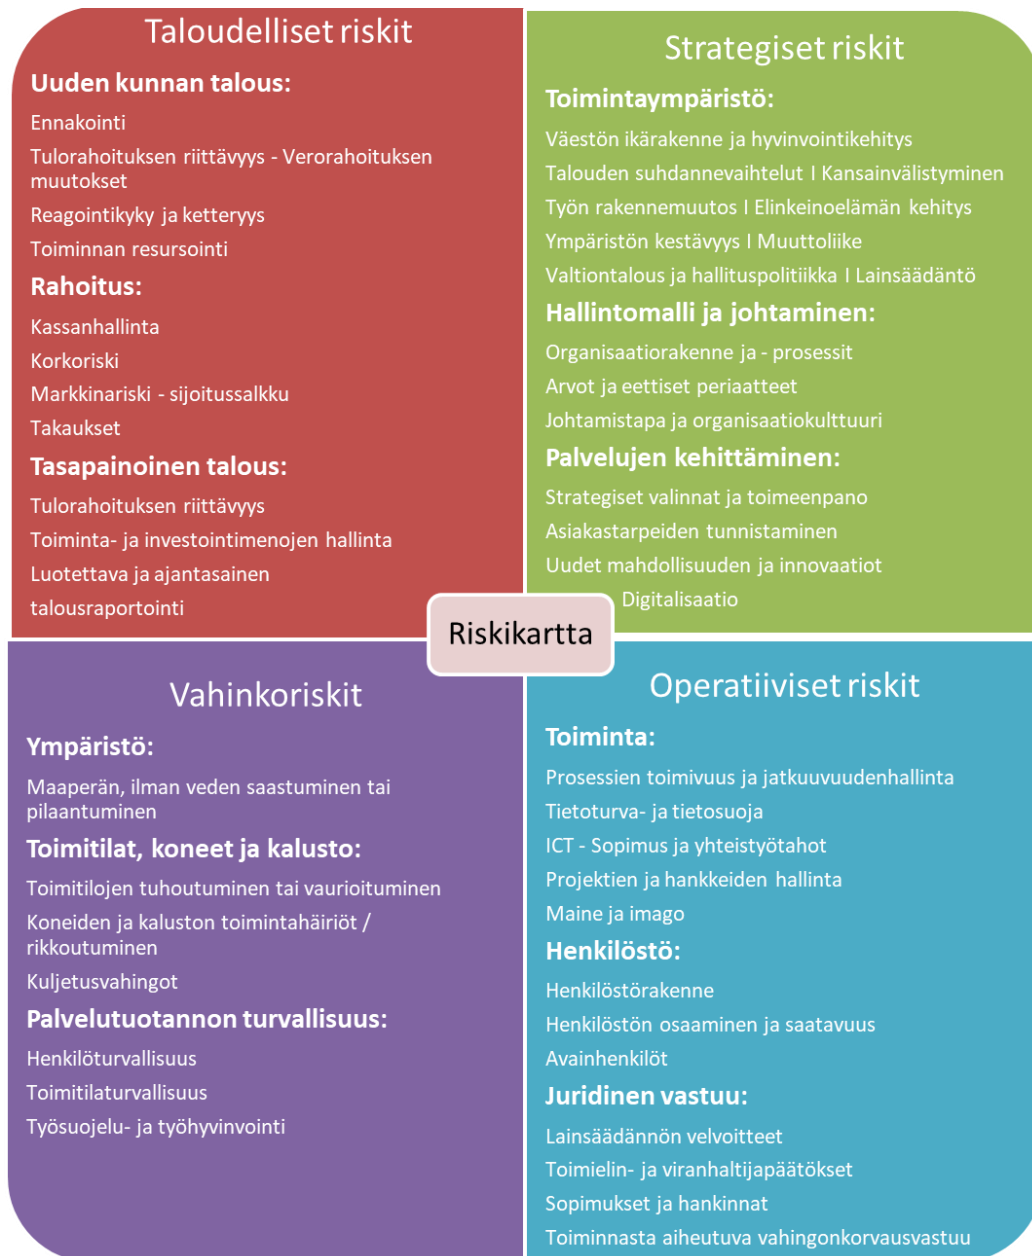 Taloudelliset riskit
Uuden kunnan talous:
Ennakointi
Tulorahoituksen riittävyys - Verorahoituksen
muutokset
Reagointikyky ja ketteryys
Toiminnan resursointi
Rahoitus:
Kassanhallinta
Korkoriski
Markkinariski - sijoitussalkku
Takaukset
Tasapainoinen talous:
Tulorahoituksen riittävyys
Toiminta- ja investointimenojen hallinta
Luotettava ja ajantasainen
talousraportointi
Strategiset riskit
Toimintaympäristö:
Väestön ikärakenne ja hyvinvointikehitys
Talouden suhdannevaihtelut I Kansainvälistyminen
Työn rakennemuutos I Elinkeinoelämän kehitys
Ympäristön kestävyys I Muuttoliike
Valtiontalous ja hallituspolitiikka I Lainsäädäntö
Hallintomalli ja johtaminen:
Organisaatiorakenne ja - prosessit
Arvot ja eettiset periaatteet
Johtamistapa ja organisaatiokulttuuri
Palvelujen kehittäminen:
Strategiset valinnat ja toimeenpano
Asiakastarpeiden tunnistaminen
Uudet mahdollisuuden ja innovaatiot
Digitalisaatio
Riskikartta
Vahinkoriskit
Ympäristö:
Maaperän, ilman veden saastuminen tai
pilaantuminen
Toimitilat, koneet ja kalusto:
Toimitilojen tuhoutuminen tai vaurioituminen
Koneiden ja kaluston toimintahäiriöt /
rikkoutuminen
Kuljetusvahingot
Palvelutuotannon turvallisuus:
Henkilöturvallisuus
Toimitilaturvallisuus
Työsuojelu- ja työhyvinvointi
Operatiiviset riskit
Toiminta:
Prosessien toimivuus ja jatkuuvuudenhallinta
Tietoturva- ja tietosuoja
ICT - Sopimus ja yhteistyötahot
Projektien ja hankkeiden hallinta
Maine ja imago
Henkilöstö:
Henkilöstörakenne
Henkilöstön osaaminen ja saatavuus
Avainhenkilöt
Juridinen vastuu:
Lainsäädännön velvoitteet
Toimielin- ja viranhaltijapäätökset
Sopimukset ja hankinnat
Toiminnasta aiheutuva vahingonkorvausvastuu